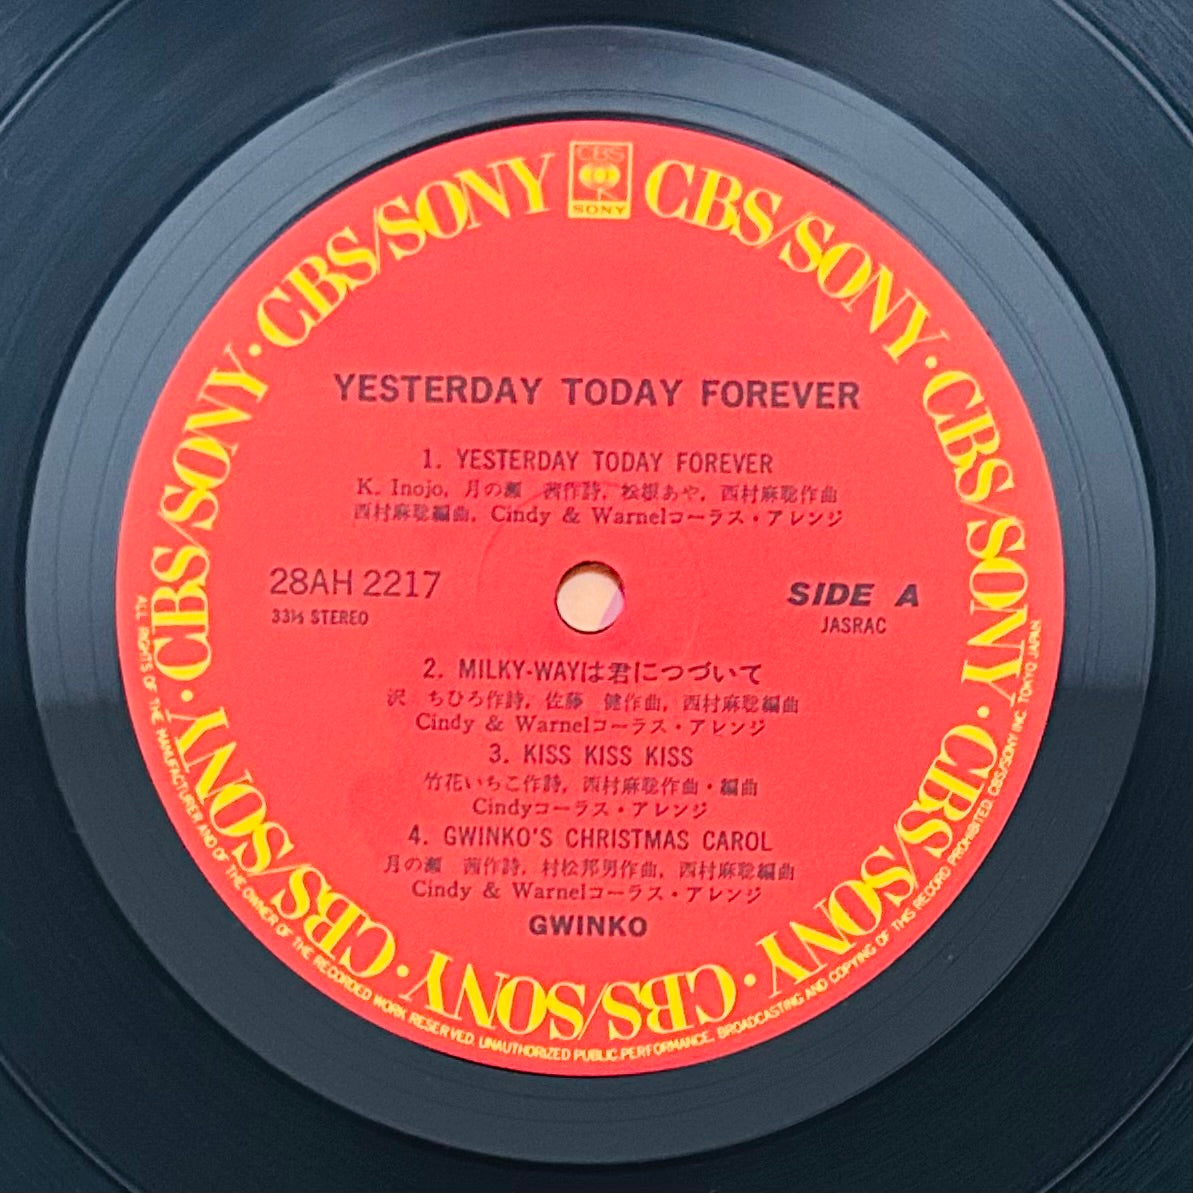 CBS
SONY
CBS/SONY · CBS/SONY · CBS/SONY · CBS/SONY · CBS/SONY · CBS/SONY · CBS/SONY · CBS/SONY
YESTERDAY TODAY FOREVER
1. YESTERDAY TODAY FOREVER
K. Inojo, 月の瀬 茜作詩, 松根あや, 西村麻聡作曲
西村麻聡編曲, Cindy & Warnelコーラス・アレンジ
28AH 2217
33⅓ STEREO
SIDE A
JASRAC
2. MILKY-WAYは君につづいて
沢 ちひろ作詩, 佐藤 健作曲, 西村麻聡編曲
Cindy & Warnelコーラス・アレンジ
3. KISS KISS KISS
竹花いちこ作詩, 西村麻聡作曲・編曲
Cindyコーラス・アレンジ
4. GWINKO'S CHRISTMAS CAROL
月の瀬 茜作詩, 村松邦男作曲, 西村麻聡編曲
Cindy & Warnelコーラス・アレンジ
GWINKO
ALL RIGHTS OF THE MANUFACTURER AND OF THE OWNER OF THE RECORDED WORK RESERVED. UNAUTHORIZED PUBLIC PERFORMANCE, BROADCASTING AND COPYING OF THIS RECORD PROHIBITED. CBS/SONY INC. TOKYO JAPAN